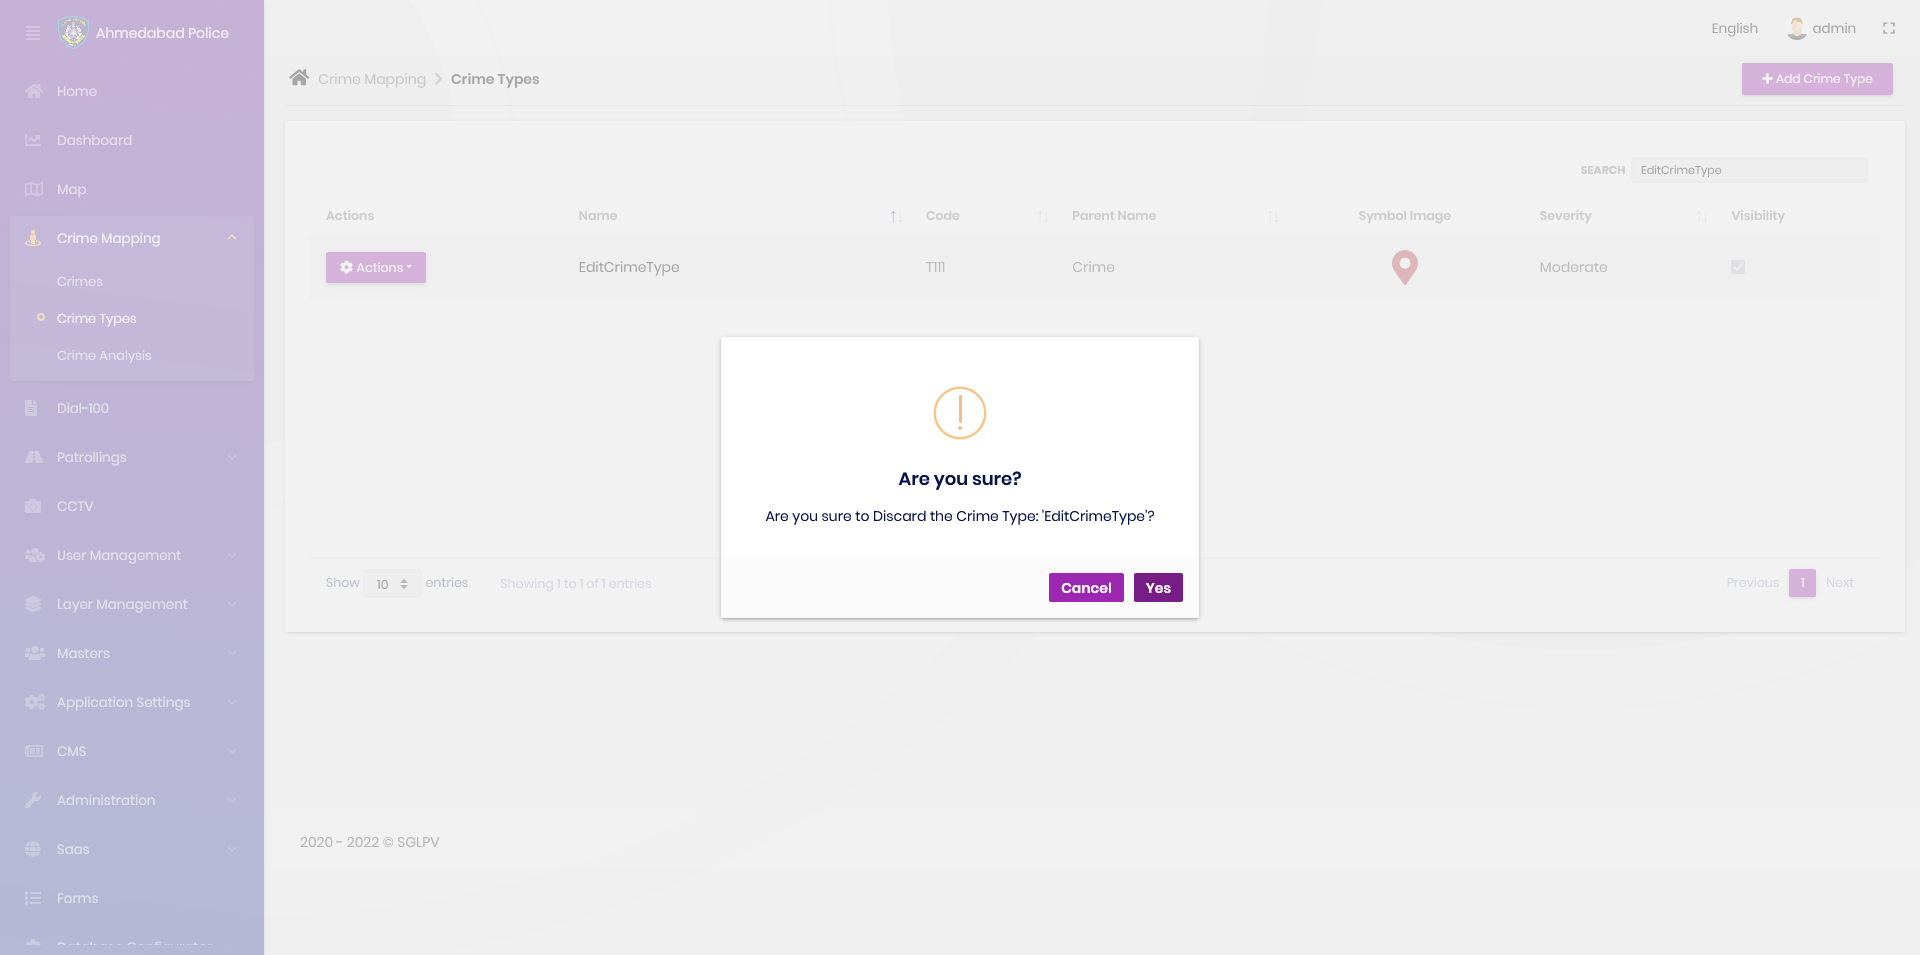 Ahmedabad Police
English
admin
Home
Dashboard
Map
Crime Mapping
Crimes
Crime Types
Crime Analysis
Dial-100
Patrollings
CCTV
User Management
Layer Management
Masters
Application Settings
CMS
Administration
Saas
Forms
Database Configurator
Crime Mapping > Crime Types
Add Crime Type
SEARCH EditCrimeType
Actions Name Code Parent Name Symbol Image Severity Visibility
Actions EditCrimeType T111 Crime Moderate
Are you sure?
Are you sure to Discard the Crime Type: 'EditCrimeType'?
Cancel Yes
Show 10 entries Showing 1 to 1 of 1 entries Previous 1 Next
2020 - 2022 © SGLPV